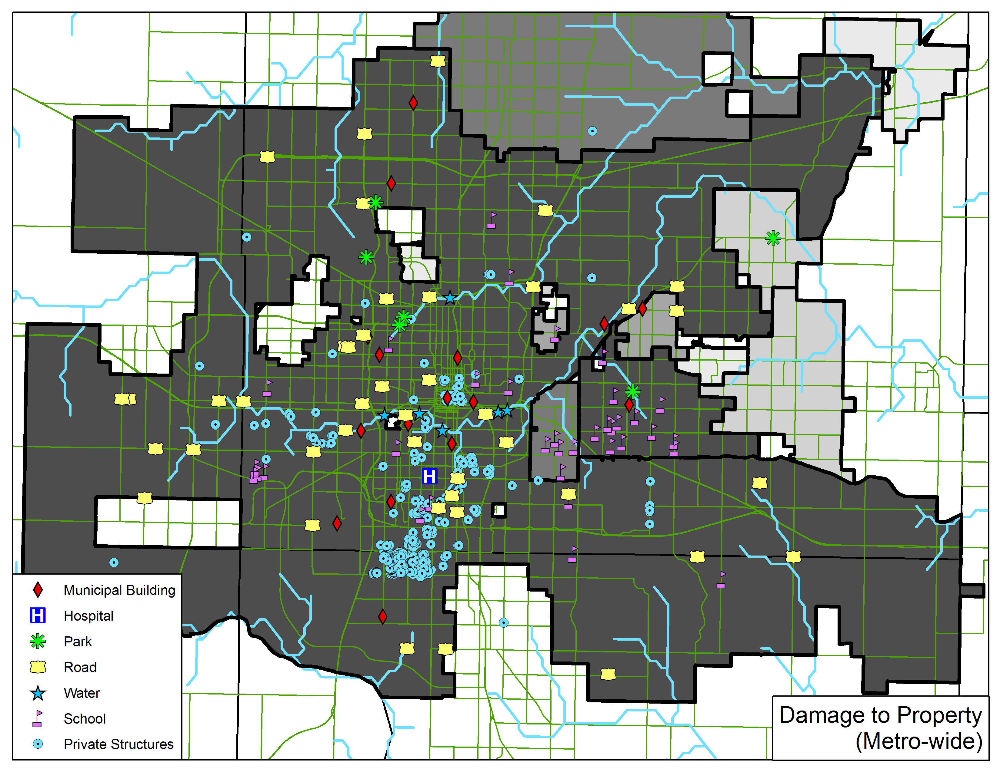 H
Municipal Building
H
Hospital
Park
Road
Water
School
Private Structures
Damage to Property
(Metro-wide)